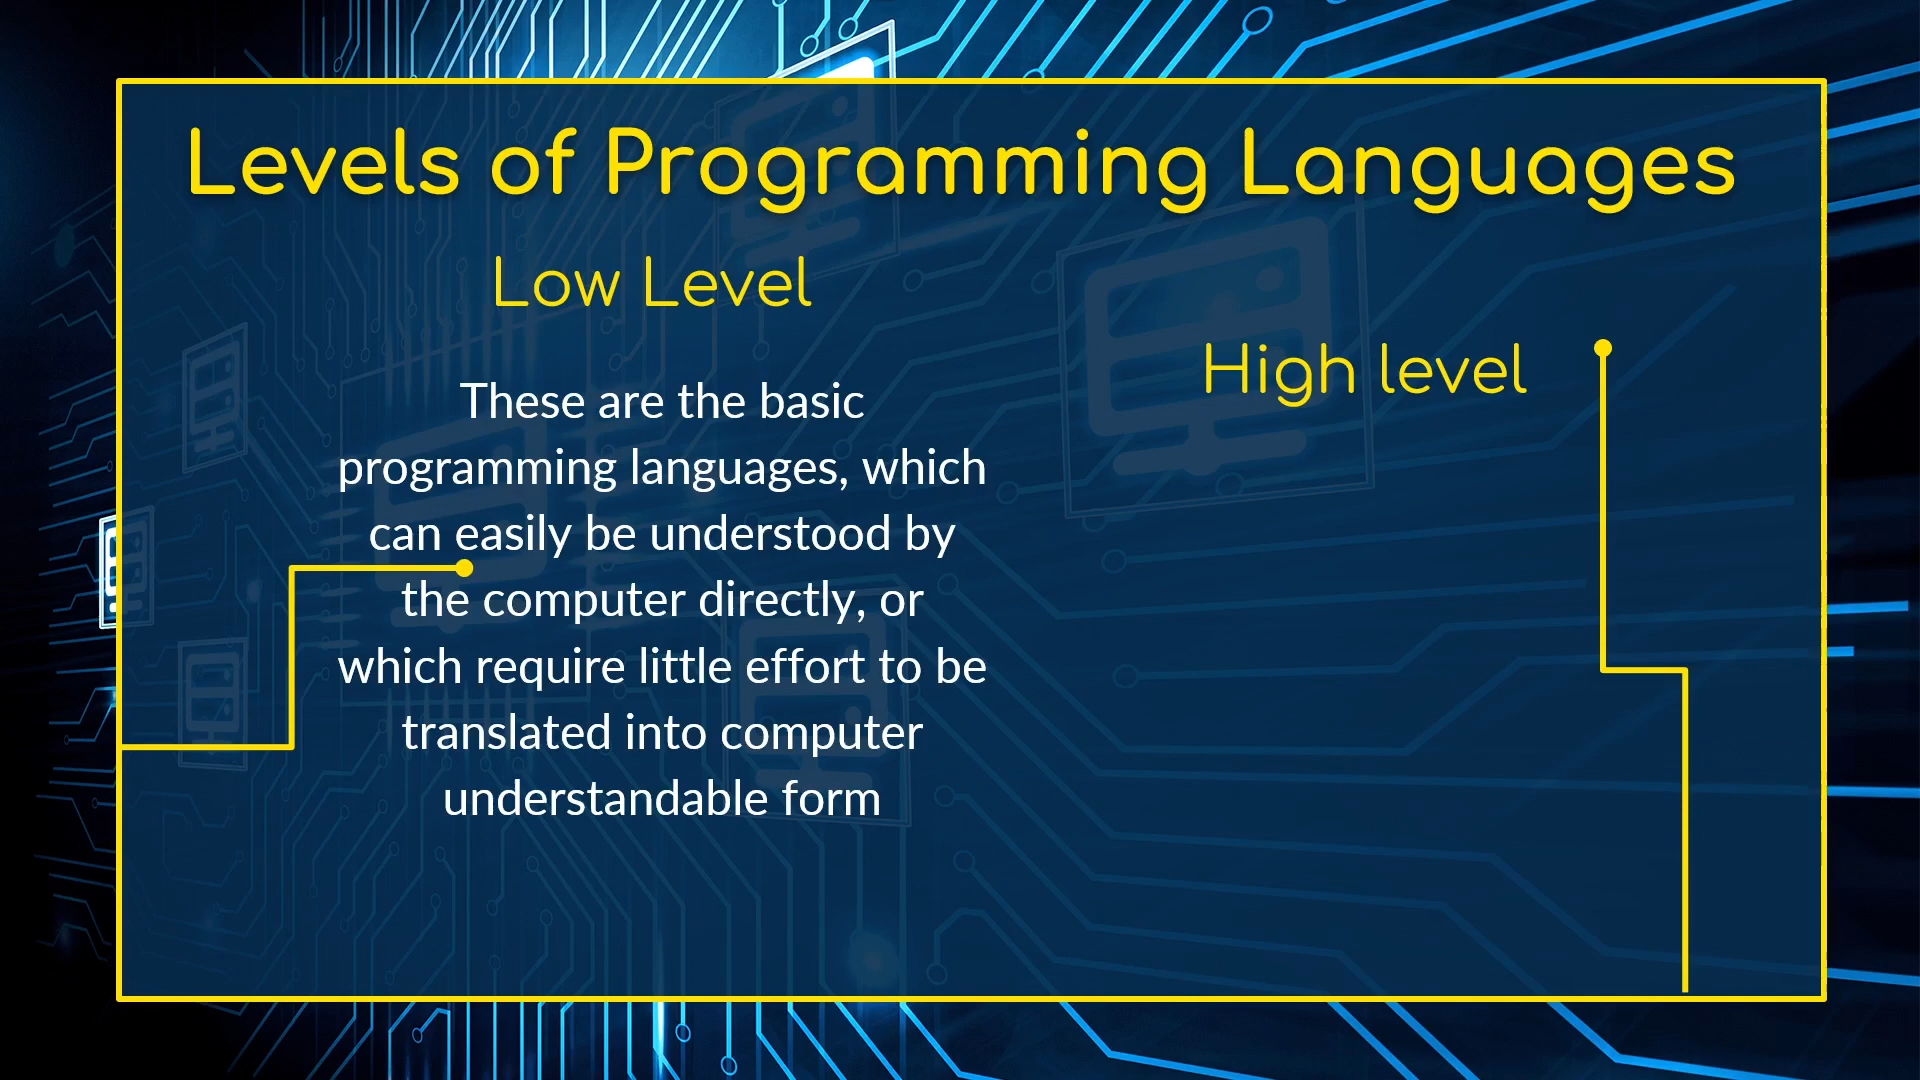 Levels of Programming Languages
Low Level
These are the basic
programming languages, which
can easily be understood by
the computer directly, or
which require little effort to be
translated into computer
understandable form
High level